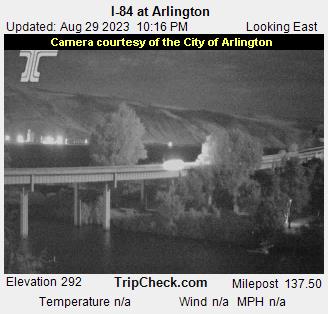 I-84 at Arlington
Updated: Aug 29 2023 10:16 PM Looking East
Camera courtesy of the City of Arlington
Elevation 292 TripCheck.com Milepost 137.50
Temperature n/a Wind n/a MPH n/a